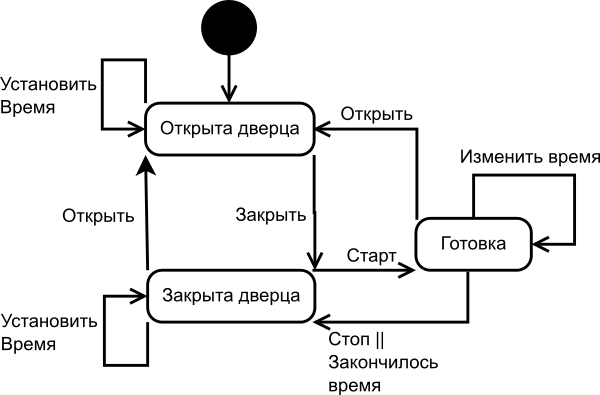 Установить
Время
Открыта дверца
Открыть
Изменить время
Открыть
Закрыть
Готовка
Старт
Закрыта дверца
Установить
Время
Стоп ||
Закончилось
время